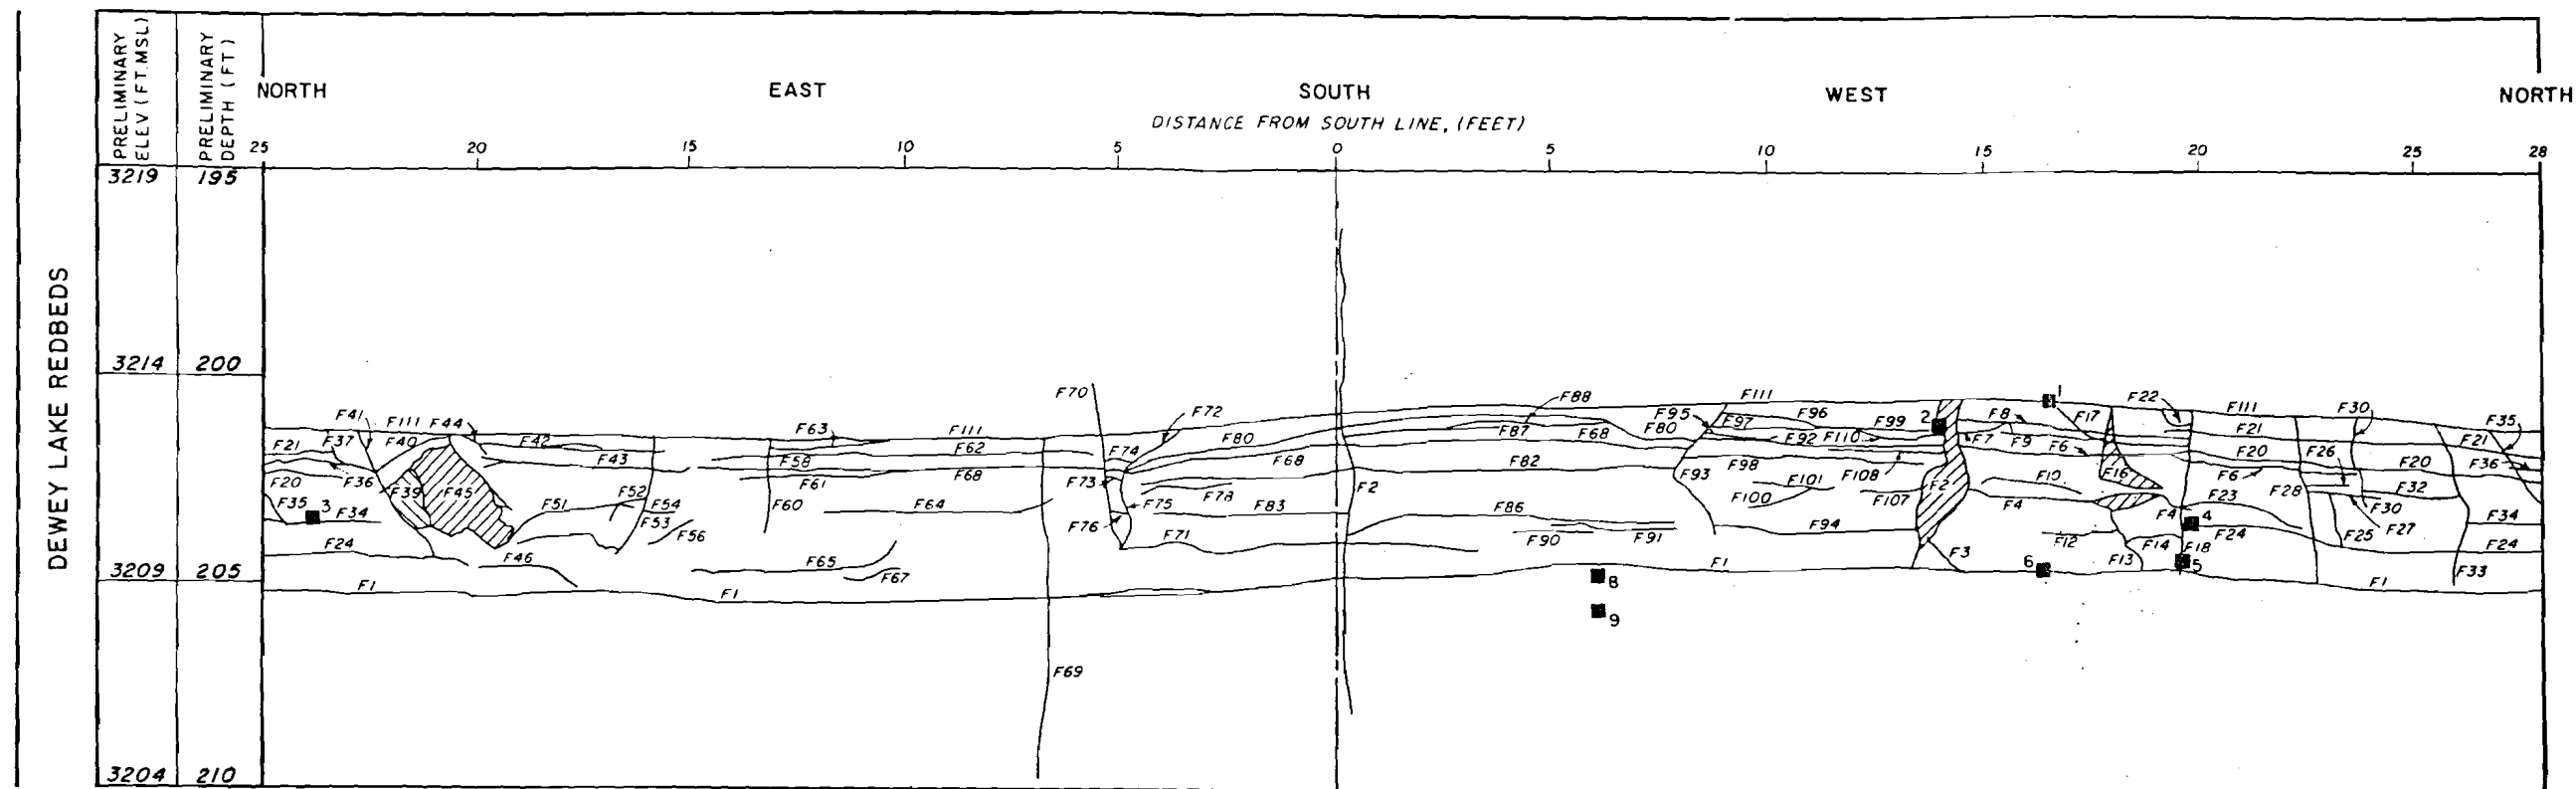 DEWEY LAKE REDBEDS
PRELIMINARY
ELEV (FT. MSL)
PRELIMINARY
DEPTH (FT)
NORTH EAST SOUTH WEST NORTH
DISTANCE FROM SOUTH LINE, (FEET)
25 20 15 10 5 0 5 10 15 20 25 28
3219 195
3214 200
3209 205
3204 210
F70 F88 F111 1 F22 F30
F41 F111 F44 F63 F111 F72 F95 F97 F96 F99 2 F8 F17 F111 F35
F21 F37 F40 F42 F62 F80 F87 F68 F80 F92 F110 F7 F9 F6 F21 F21
F43 F58 F74 F68 F82 F98 F108 F20 F26 F20 F36
F20 F36 F39 F45 F61 F68 F73 F93 F101 F2 F10 F16 F6
F35 3 F34 F51 F52 F54 F60 F64 F75 F78 F83 F2 F86 F100 F107 F4 F23 F28 F32 F30
F53 F56 F76 F71 F90 F91 F94 F12 F14 F4 4 F24 F25 F27 F34
F24 F46 F65 F67 F1 F3 F13 F18 F24
F1 F1 8 6 5 F1 F33
9
F69